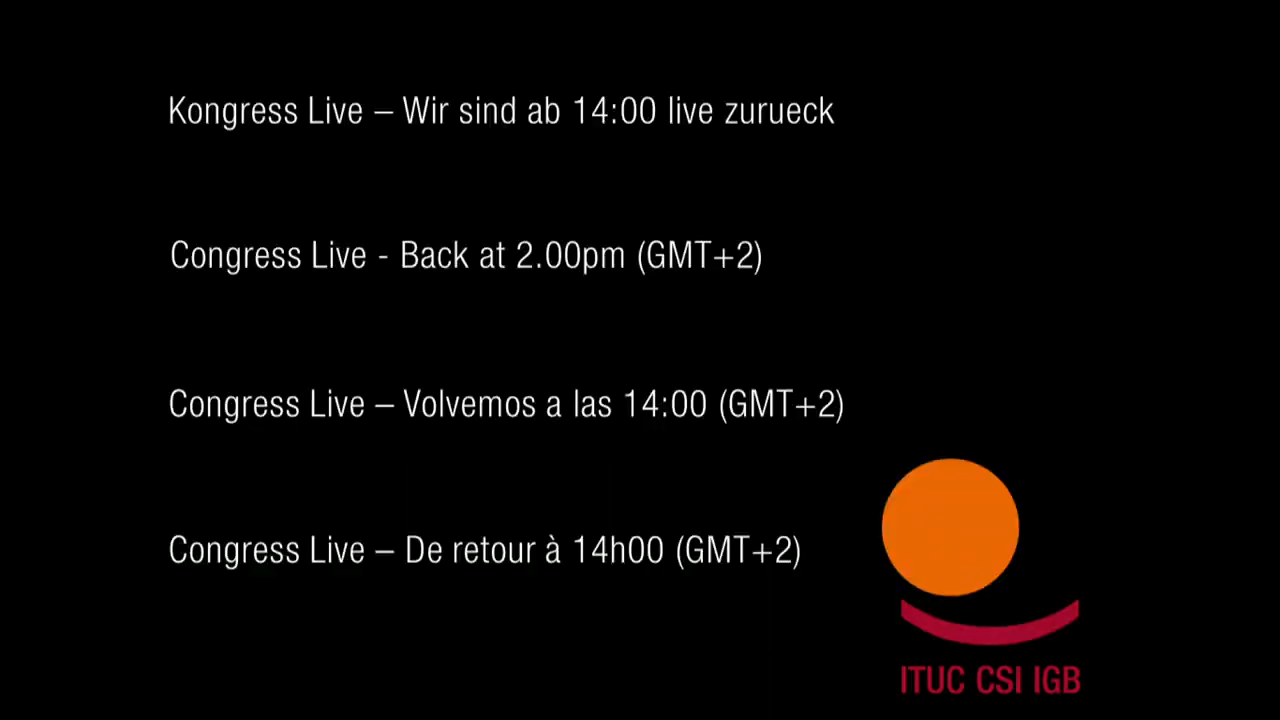 Kongress Live – Wir sind ab 14:00 live zurueck
Congress Live - Back at 2.00pm (GMT+2)
Congress Live – Volvemos a las 14:00 (GMT+2)
Congress Live – De retour à 14h00 (GMT+2)
ITUC CSI IGB